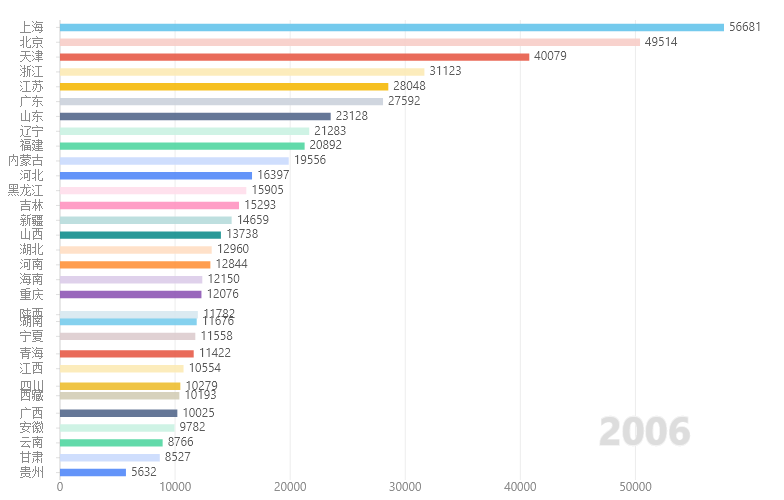 上海 56681
北京 49514
天津 40079
浙江 31123
江苏 28048
广东 27592
山东 23128
辽宁 21283
福建 20892
内蒙古 19556
河北 16397
黑龙江 15905
吉林 15293
新疆 14659
山西 13738
湖北 12960
河南 12844
海南 12150
重庆 12076
陕西 11782
湖南 11676
宁夏 11558
青海 11422
江西 10554
四川 10279
西藏 10193
广西 10025
安徽 9782
云南 8766
甘肃 8527
贵州 5632
2006
0 10000 20000 30000 40000 50000